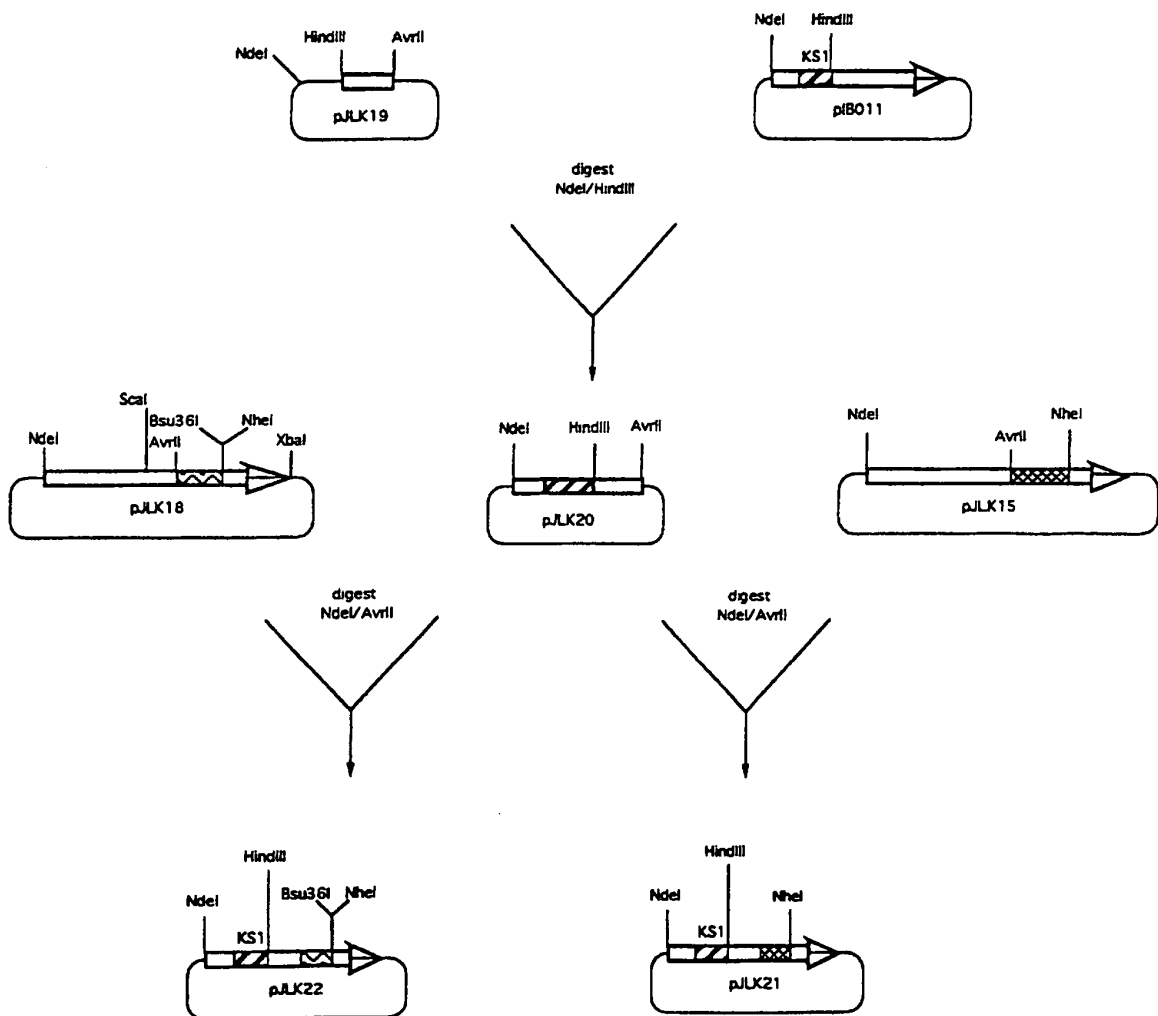 NdeI HindIII AvrII
pJLK19
NdeI HindIII
KS1
pIB011
digest
NdeI/HindIII
NdeI ScaI Bsu36I AvrII NheI XbaI
pJLK18
NdeI HindIII AvrII
pJLK20
NdeI AvrII NheI
pJLK15
digest
NdeI/AvrII
digest
NdeI/AvrII
NdeI KS1 HindIII Bsu36I NheI
pJLK22
NdeI KS1 HindIII NheI
pJLK21